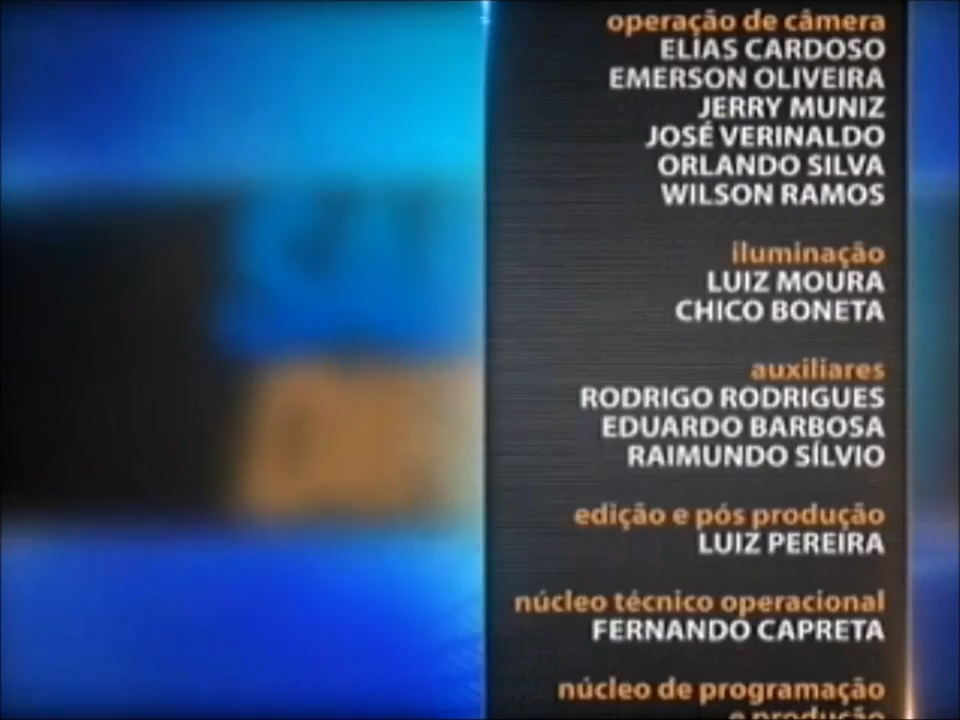 operação de câmera
ELIAS CARDOSO
EMERSON OLIVEIRA
JERRY MUNIZ
JOSÉ VERINALDO
ORLANDO SILVA
WILSON RAMOS
iluminação
LUIZ MOURA
CHICO BONETA
auxiliares
RODRIGO RODRIGUES
EDUARDO BARBOSA
RAIMUNDO SÍLVIO
edição e pós produção
LUIZ PEREIRA
núcleo técnico operacional
FERNANDO CAPRETA
núcleo de programação
e produção